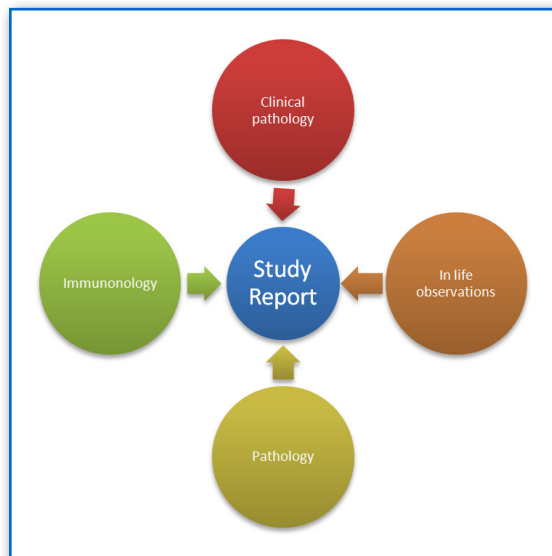 Clinical
pathology
Immunonology
Study
Report
In life
observations
Pathology